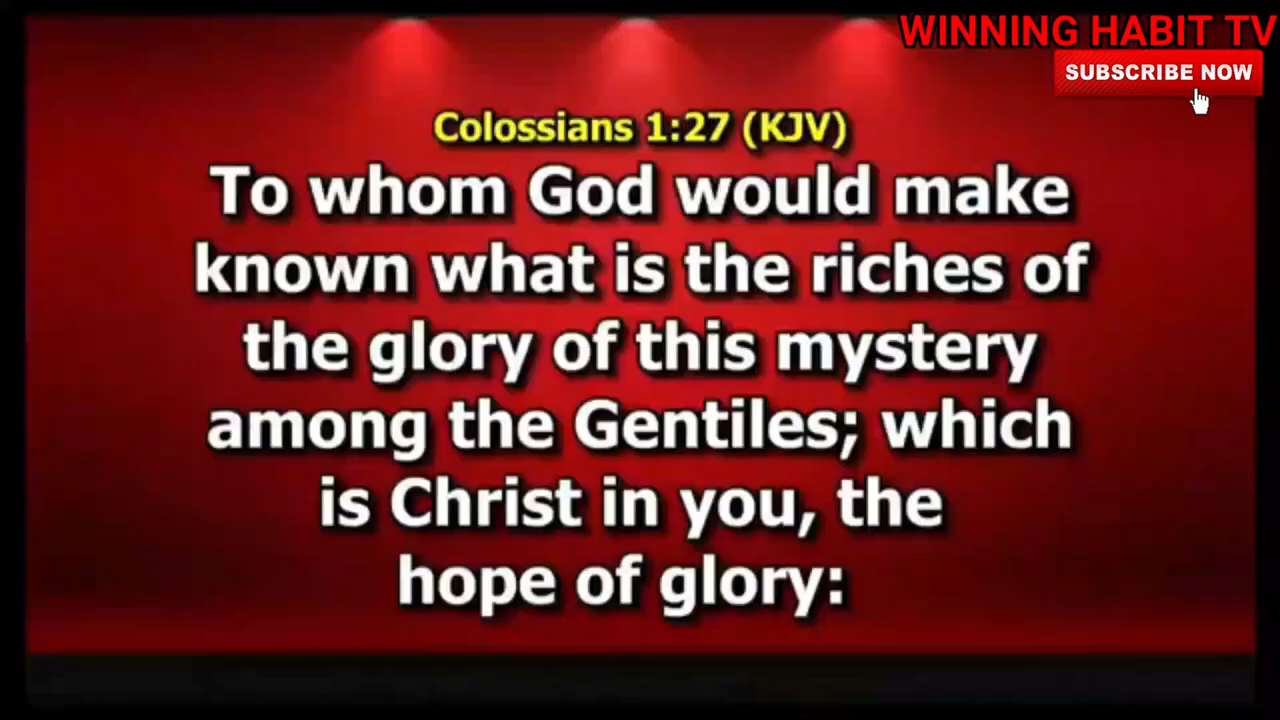 WINNING HABIT TV
SUBSCRIBE NOW
Colossians 1:27 (KJV)
To whom God would make
known what is the riches of
the glory of this mystery
among the Gentiles; which
is Christ in you, the
hope of glory: